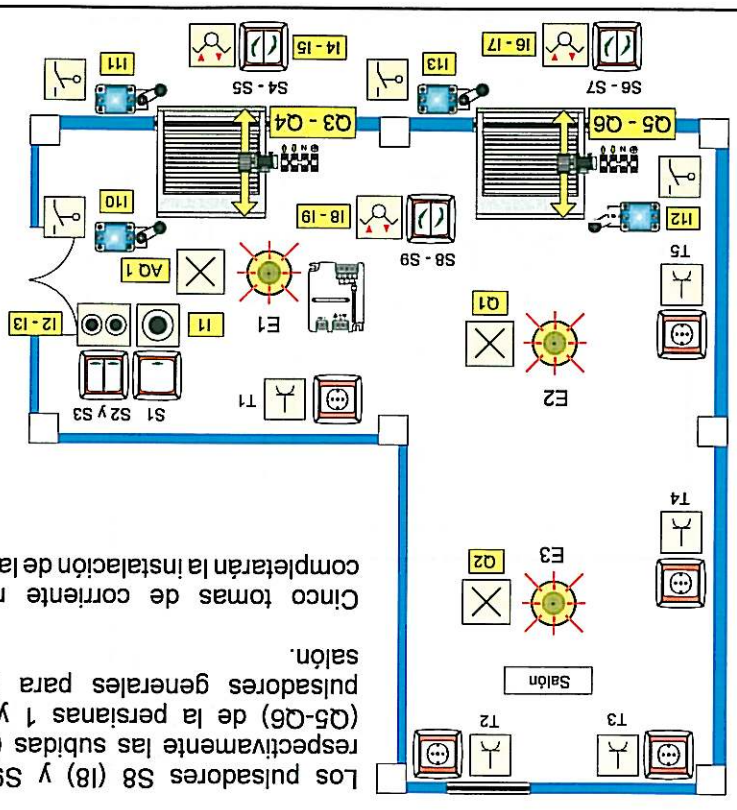 Los pulsadores S8 (I8) y S9
respectivamente las subidas (
(Q5-Q6) de la persianas 1 y
pulsadores generales para
salón.
Cinco tomas de corriente
completarán la instalación de la
T3
T2
Salón
E3
Q2
T4
T1
S1
S2 y S3
E2
Q1
E1
I1
I2 - I3
AQ 1
T5
I12
S8 - S9
I8 - I9
I10
Q5 - Q6
Q3 - Q4
S6 - S7
I6 - I7
I13
S4 - S5
I4 - I5
I11